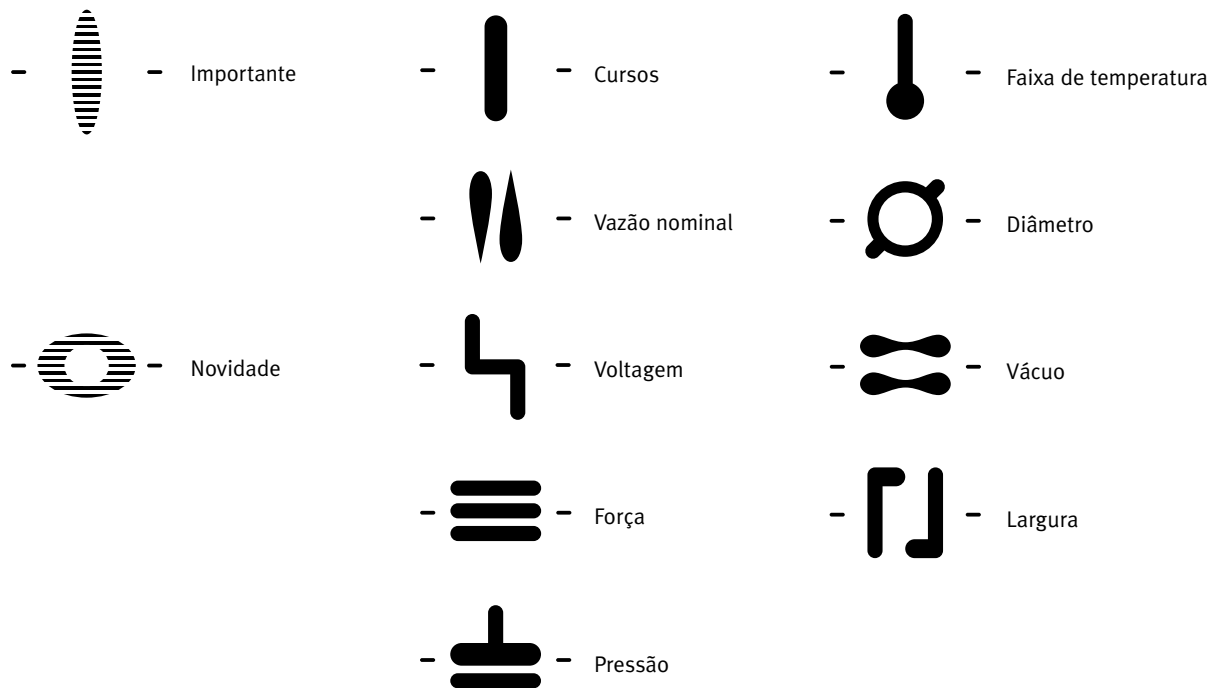 Importante
Cursos
Faixa de temperatura
Vazão nominal
Diâmetro
Novidade
Voltagem
Vácuo
Força
Largura
Pressão